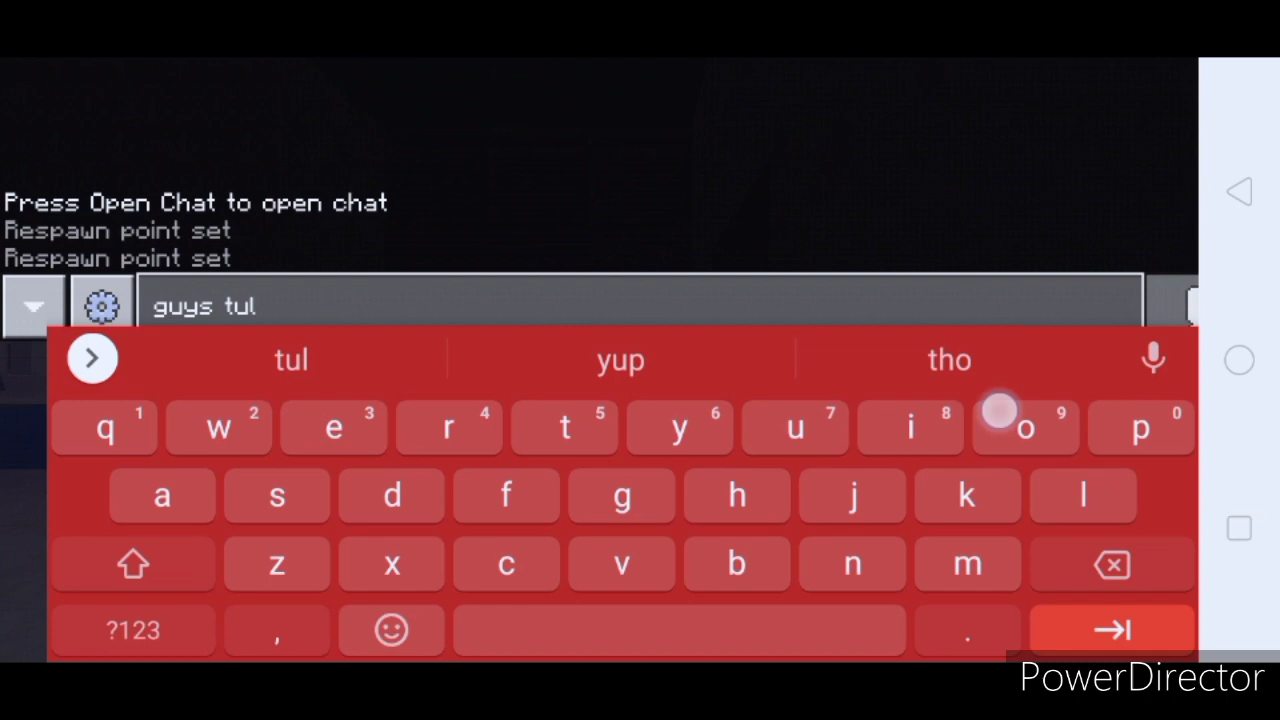 Press Open Chat to open chat
Respawn point set
Respawn point set
guys tul
tul yup tho
q 1 w 2 e 3 r 4 t 5 y 6 u 7 i 8 o 9 p 0
a s d f g h j k l
z x c v b n m
?123 , .
PowerDirector